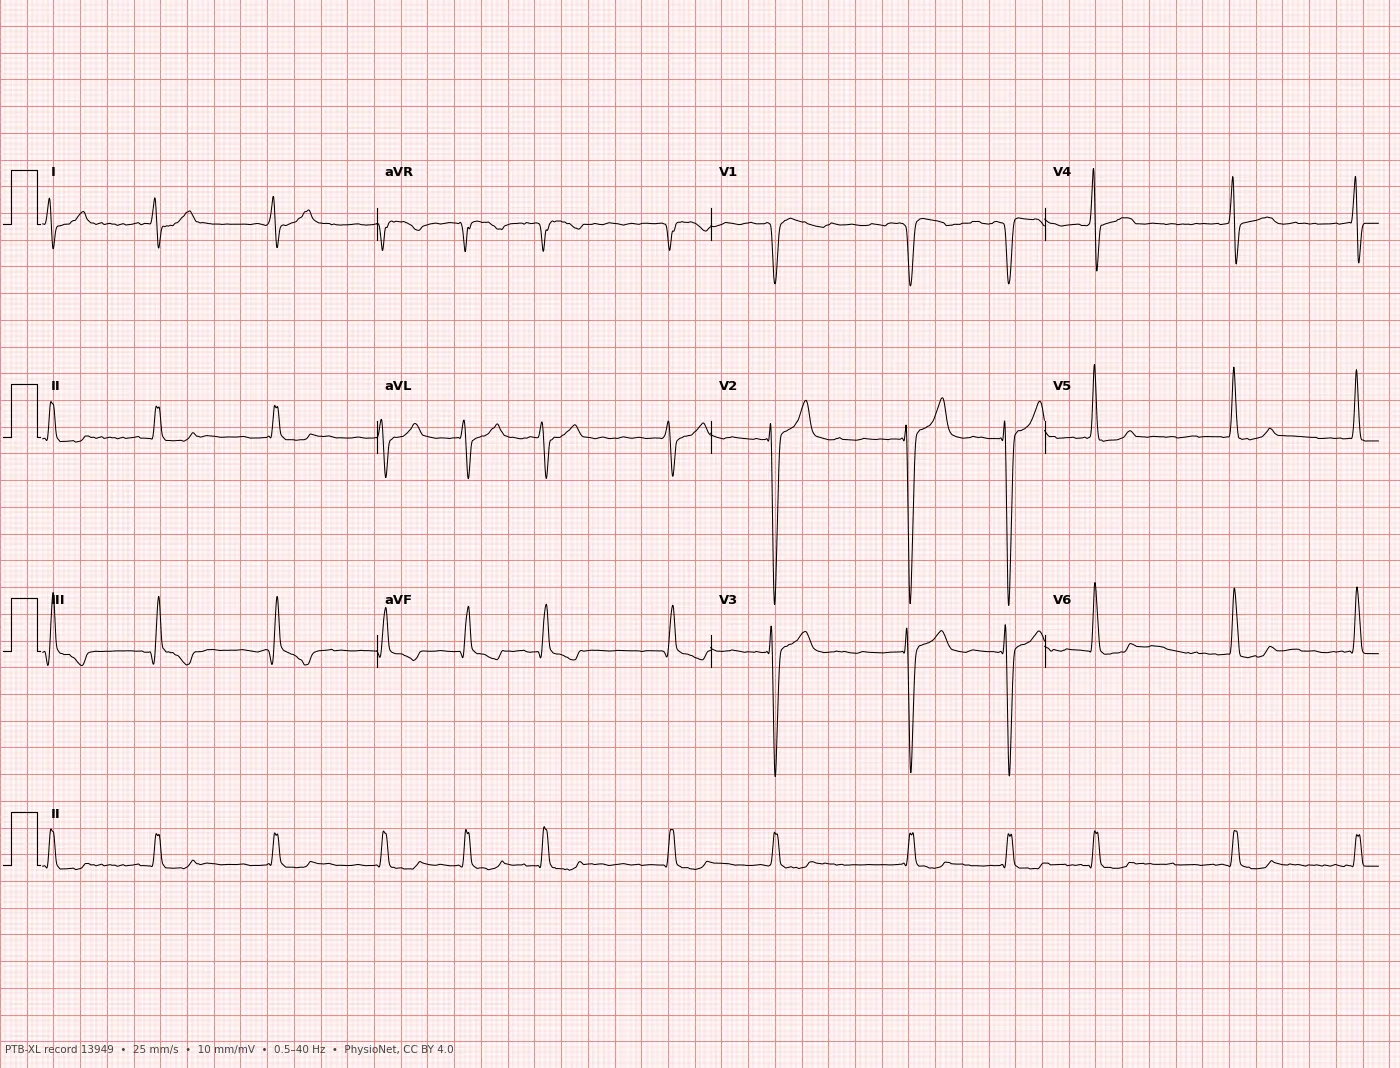 I aVR V1 V4
II aVL V2 V5
III aVF V3 V6
II
PTB-XL record 13949 • 25 mm/s • 10 mm/mV • 0.5–40 Hz • PhysioNet, CC BY 4.0